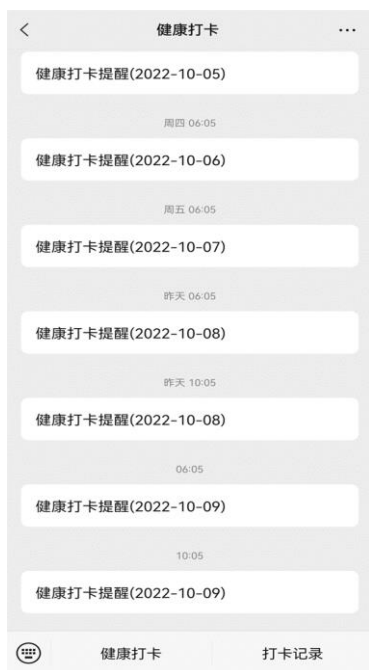 健康打卡
健康打卡提醒(2022-10-05)
周四 06:05
健康打卡提醒(2022-10-06)
周五 06:05
健康打卡提醒(2022-10-07)
昨天 06:05
健康打卡提醒(2022-10-08)
昨天 10:05
健康打卡提醒(2022-10-08)
06:05
健康打卡提醒(2022-10-09)
10:05
健康打卡提醒(2022-10-09)
健康打卡 打卡记录